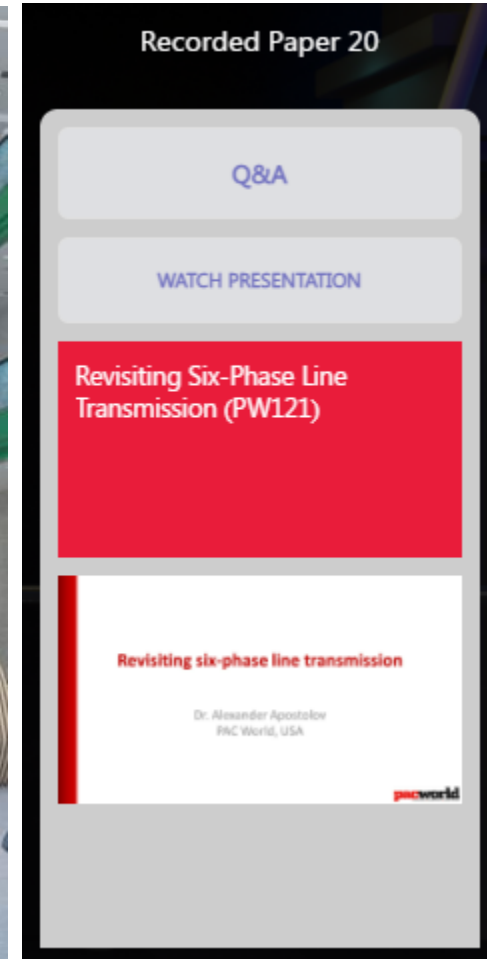 Recorded Paper 20
Q&A
WATCH PRESENTATION
Revisiting Six-Phase Line
Transmission (PW121)
Revisiting six-phase line transmission
Dr. Alexander Apostolov
PAC World, USA
pacworld